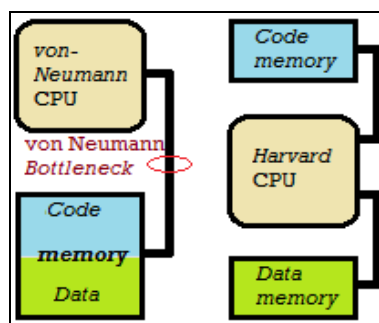 von-
Neumann
CPU
von Neumann
Bottleneck
Code
memory
Data
Code
memory
Harvard
CPU
Data
memory